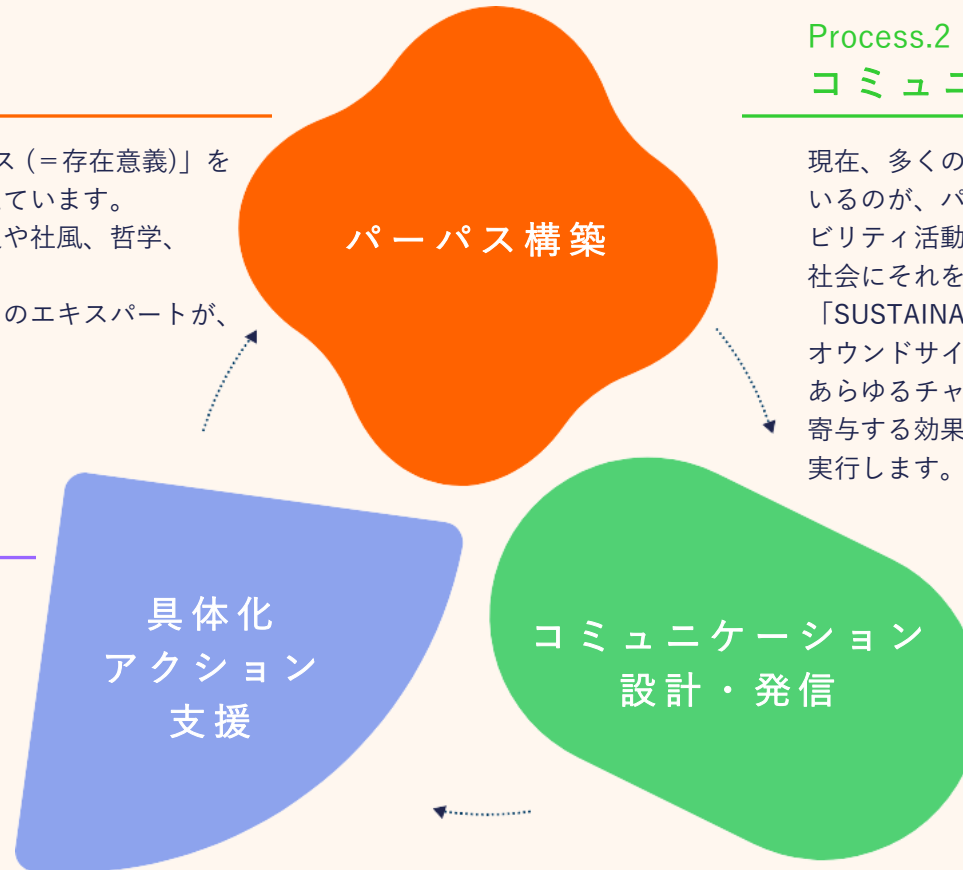 ス (=存在意義)」を
ています。
や社風、哲学、
のエキスパートが、
パーパス構築
Process.2
コミュニ
現在、多くの
いるのが、パ
ビリティ活動
社会にそれを
「SUSTAINA
オウンドサイ
あらゆるチャ
寄与する効果
実行します。
具体化
アクション
支援
コミュニケーション
設計・発信